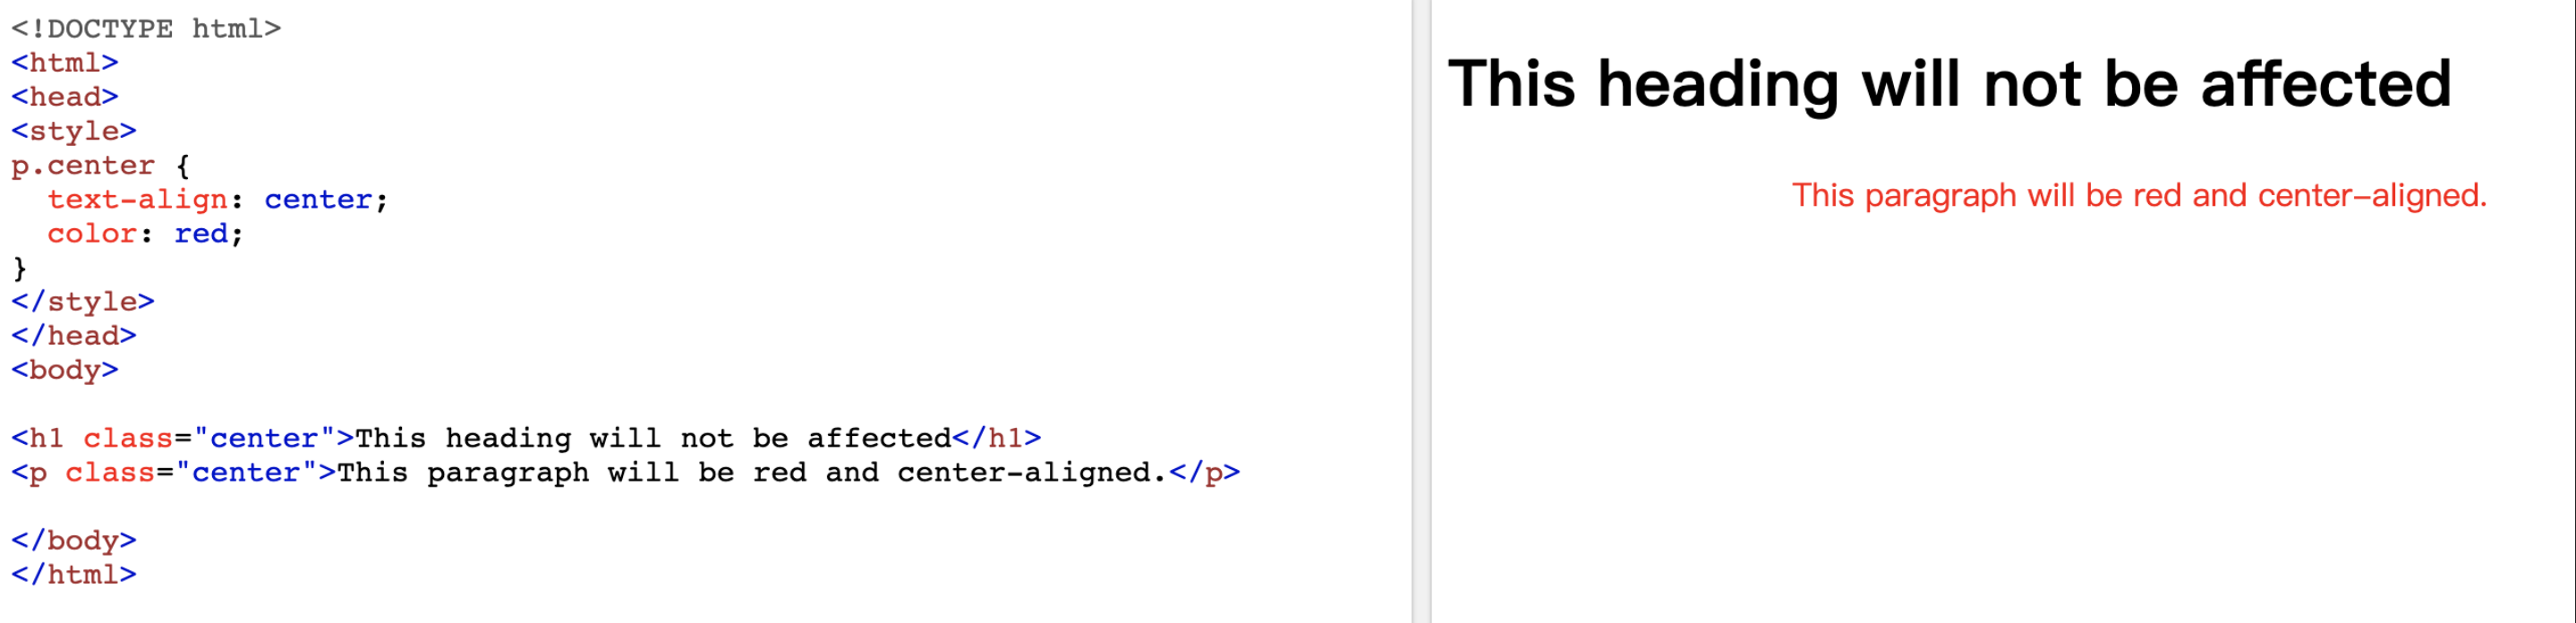 <!DOCTYPE html>
<html>
<head>
<style>
p.center {
  text-align: center;
  color: red;
}
</style>
</head>
<body>

<h1 class="center">This heading will not be affected</h1>
<p class="center">This paragraph will be red and center-aligned.</p>

</body>
</html>
This heading will not be affected
This paragraph will be red and center-aligned.